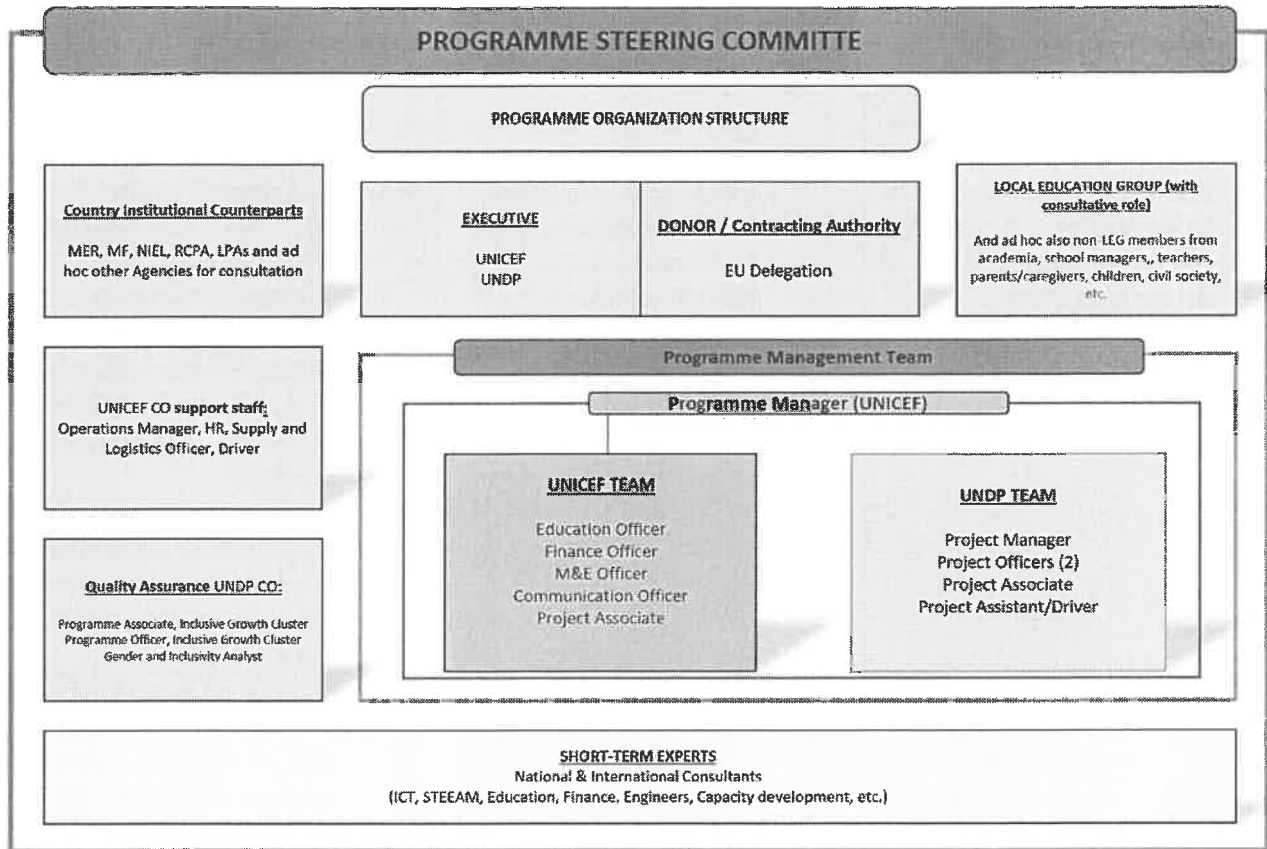 PROGRAMME STEERING COMMITTE
PROGRAMME ORGANIZATION STRUCTURE
Country Institutional Counterparts
MER, MF, NIEL, RCPA, LPAs and ad
hoc other Agencies for consultation
EXECUTIVE
UNICEF
UNDP
DONOR / Contracting Authority
EU Delegation
LOCAL EDUCATION GROUP (with
consultative role)
And ad hoc also non-LEG members from
academia, school managers,, teachers,
parents/caregivers, children, civil society,
etc.
Programme Management Team
Programme Manager (UNICEF)
UNICEF CO support staff:
Operations Manager, HR, Supply and
Logistics Officer, Driver
UNICEF TEAM
Education Officer
Finance Officer
M&E Officer
Communication Officer
Project Associate
UNDP TEAM
Project Manager
Project Officers (2)
Project Associate
Project Assistant/Driver
Quality Assurance UNDP CO:
Programme Associate, Inclusive Growth Cluster
Programme Officer, Inclusive Growth Cluster
Gender and Inclusivity Analyst
SHORT-TERM EXPERTS
National & International Consultants
(ICT, STEEAM, Education, Finance, Engineers, Capacity development, etc.)